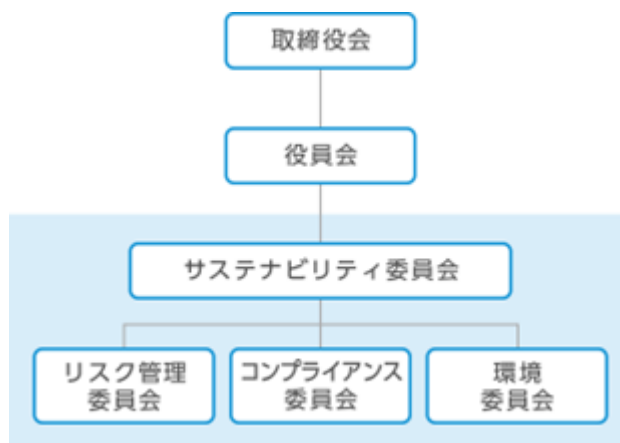 取締役会
役員会
サステナビリティ委員会
リスク管理
委員会
コンプライアンス
委員会
環境
委員会